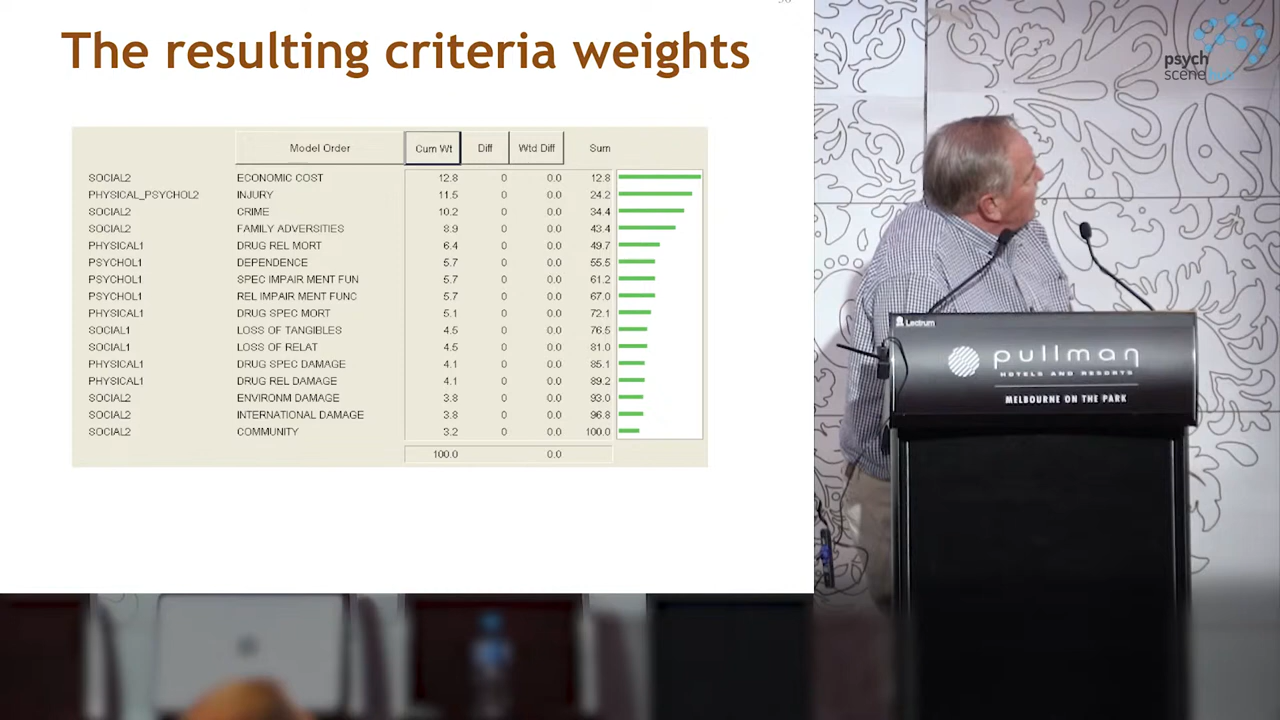 The resulting criteria weights
Model Order Cum Wt Diff Wtd Diff Sum
SOCIAL2 ECONOMIC COST 12.8 0 0.0 12.8
PHYSICAL_PSYCHOL2 INJURY 11.5 0 0.0 24.2
SOCIAL2 CRIME 10.2 0 0.0 34.4
SOCIAL2 FAMILY ADVERSITIES 8.9 0 0.0 43.4
PHYSICAL1 DRUG REL MORT 6.4 0 0.0 49.7
PSYCHOL1 DEPENDENCE 5.7 0 0.0 55.5
PSYCHOL1 SPEC IMPAIR MENT FUN 5.7 0 0.0 61.2
PSYCHOL1 REL IMPAIR MENT FUNC 5.7 0 0.0 67.0
PHYSICAL1 DRUG SPEC MORT 5.1 0 0.0 72.1
SOCIAL1 LOSS OF TANGIBLES 4.5 0 0.0 76.5
SOCIAL1 LOSS OF RELAT 4.5 0 0.0 81.0
PHYSICAL1 DRUG SPEC DAMAGE 4.1 0 0.0 85.1
PHYSICAL1 DRUG REL DAMAGE 4.1 0 0.0 89.2
SOCIAL2 ENVIRONM DAMAGE 3.8 0 0.0 93.0
SOCIAL2 INTERNATIONAL DAMAGE 3.8 0 0.0 96.8
SOCIAL2 COMMUNITY 3.2 0 0.0 100.0
100.0 0.0
psych
scene hub
Lectrum
pullman
HOTELS AND RESORTS
MELBOURNE ON THE PARK